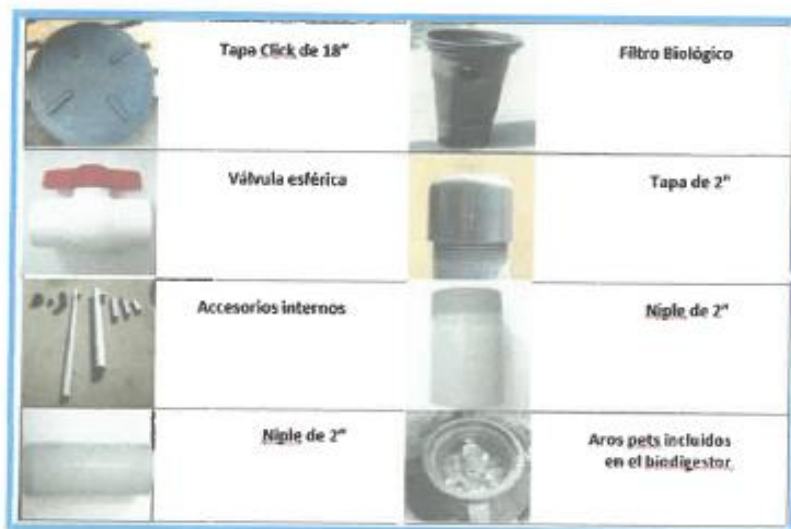 Tapa Click de 18"
Filtro Biológico
Válvula esférica
Tapa de 2"
Accesorios internos
Niple de 2"
Niple de 2"
Aros pets incluidos
en el biodigestor